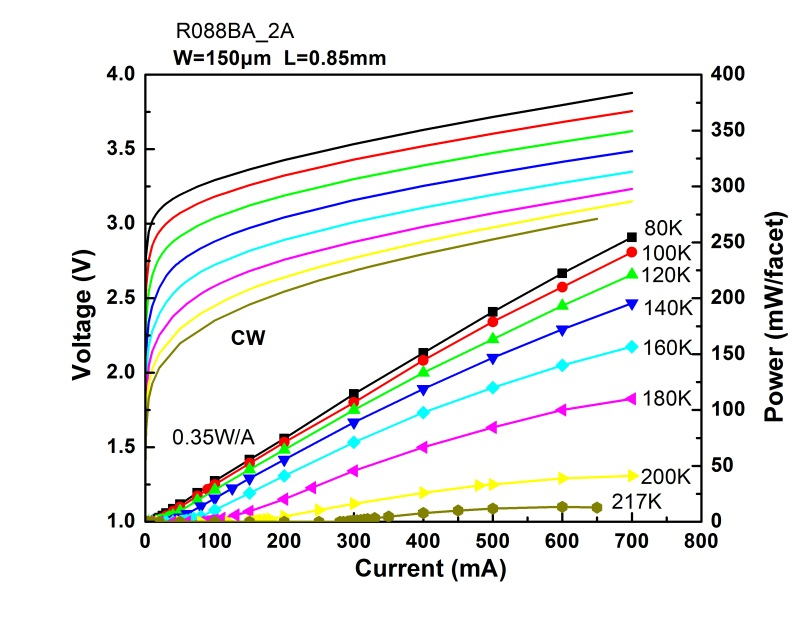 R088BA_2A
W=150µm L=0.85mm
4.0
3.5
3.0
2.5
2.0
1.5
1.0
Voltage (V)
400
350
300
250
200
150
100
50
0
Power (mW/facet)
80K
100K
120K
140K
160K
180K
200K
217K
CW
0.35W/A
0 100 200 300 400 500 600 700 800
Current (mA)